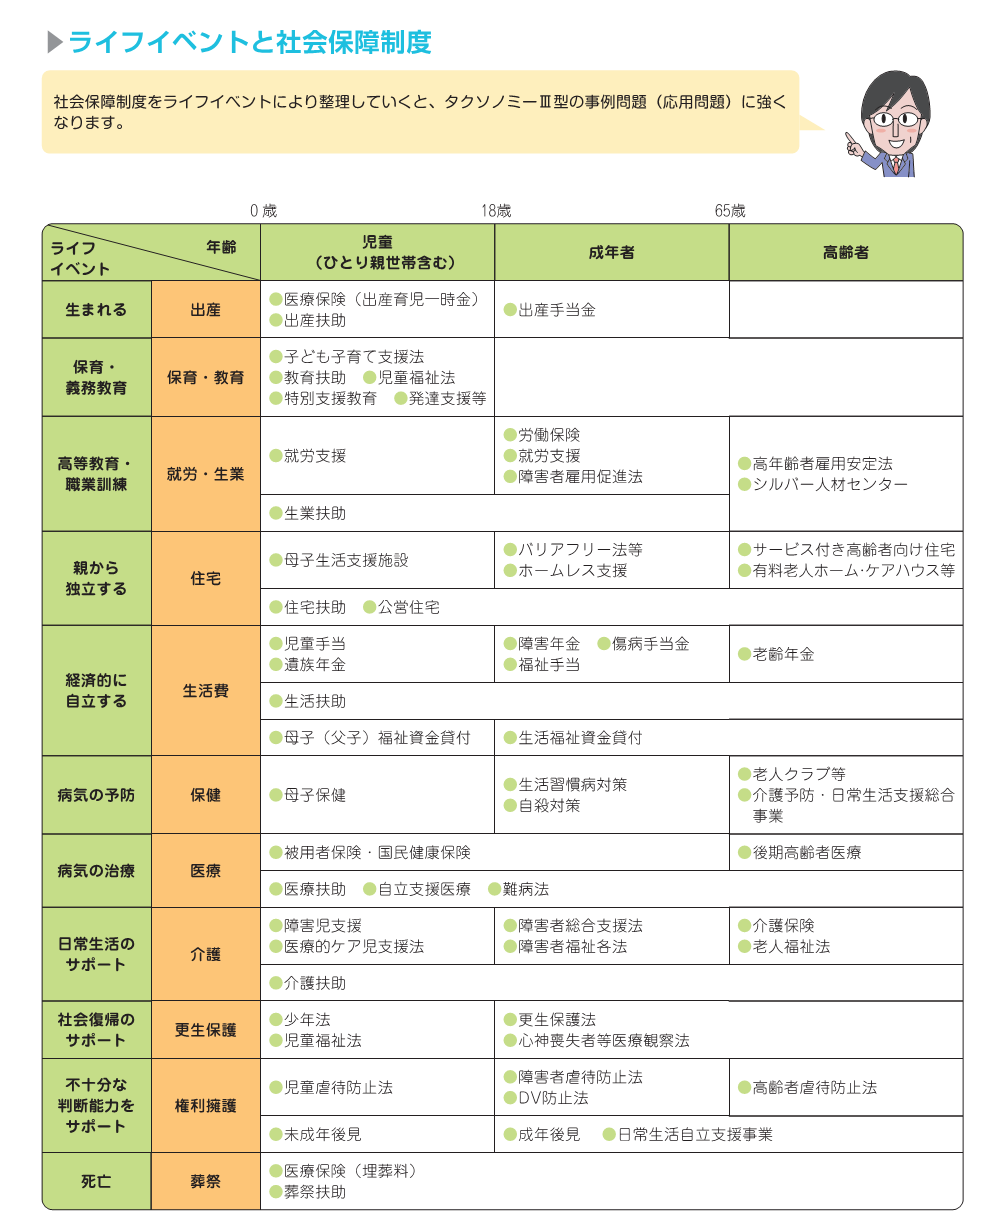 ライフイベントと社会保障制度
社会保障制度をライフイベントにより整理していくと、タクソノミーⅢ型の事例問題（応用問題）に強く
なります。
0 歳
18歳
65歳
ライフ
イベント
年齢
児童
（ひとり親世帯含む）
成年者
高齢者
生まれる
出産
●医療保険（出産育児一時金）
●出産扶助
●出産手当金
保育・
義務教育
保育・教育
●子ども子育て支援法
●教育扶助 ●児童福祉法
●特別支援教育 ●発達支援等
高等教育・
職業訓練
就労・生業
●就労支援
●労働保険
●就労支援
●障害者雇用促進法
●高年齢者雇用安定法
●シルバー人材センター
●生業扶助
親から
独立する
住宅
●母子生活支援施設
●バリアフリー法等
●ホームレス支援
●サービス付き高齢者向け住宅
●有料老人ホーム・ケアハウス等
●住宅扶助 ●公営住宅
経済的に
自立する
生活費
●児童手当
●遺族年金
●障害年金 ●傷病手当金
●福祉手当
●老齢年金
●生活扶助
●母子（父子）福祉資金貸付
●生活福祉資金貸付
病気の予防
保健
●母子保健
●生活習慣病対策
●自殺対策
●老人クラブ等
●介護予防・日常生活支援総合
事業
病気の治療
医療
●被用者保険・国民健康保険
●後期高齢者医療
●医療扶助 ●自立支援医療 ●難病法
日常生活の
サポート
介護
●障害児支援
●医療的ケア児支援法
●障害者総合支援法
●障害者福祉各法
●介護保険
●老人福祉法
●介護扶助
社会復帰の
サポート
更生保護
●少年法
●児童福祉法
●更生保護法
●心神喪失者等医療観察法
不十分な
判断能力を
サポート
権利擁護
●児童虐待防止法
●障害者虐待防止法
●DV防止法
●高齢者虐待防止法
●未成年後見
●成年後見 ●日常生活自立支援事業
死亡
葬祭
●医療保険（埋葬料）
●葬祭扶助